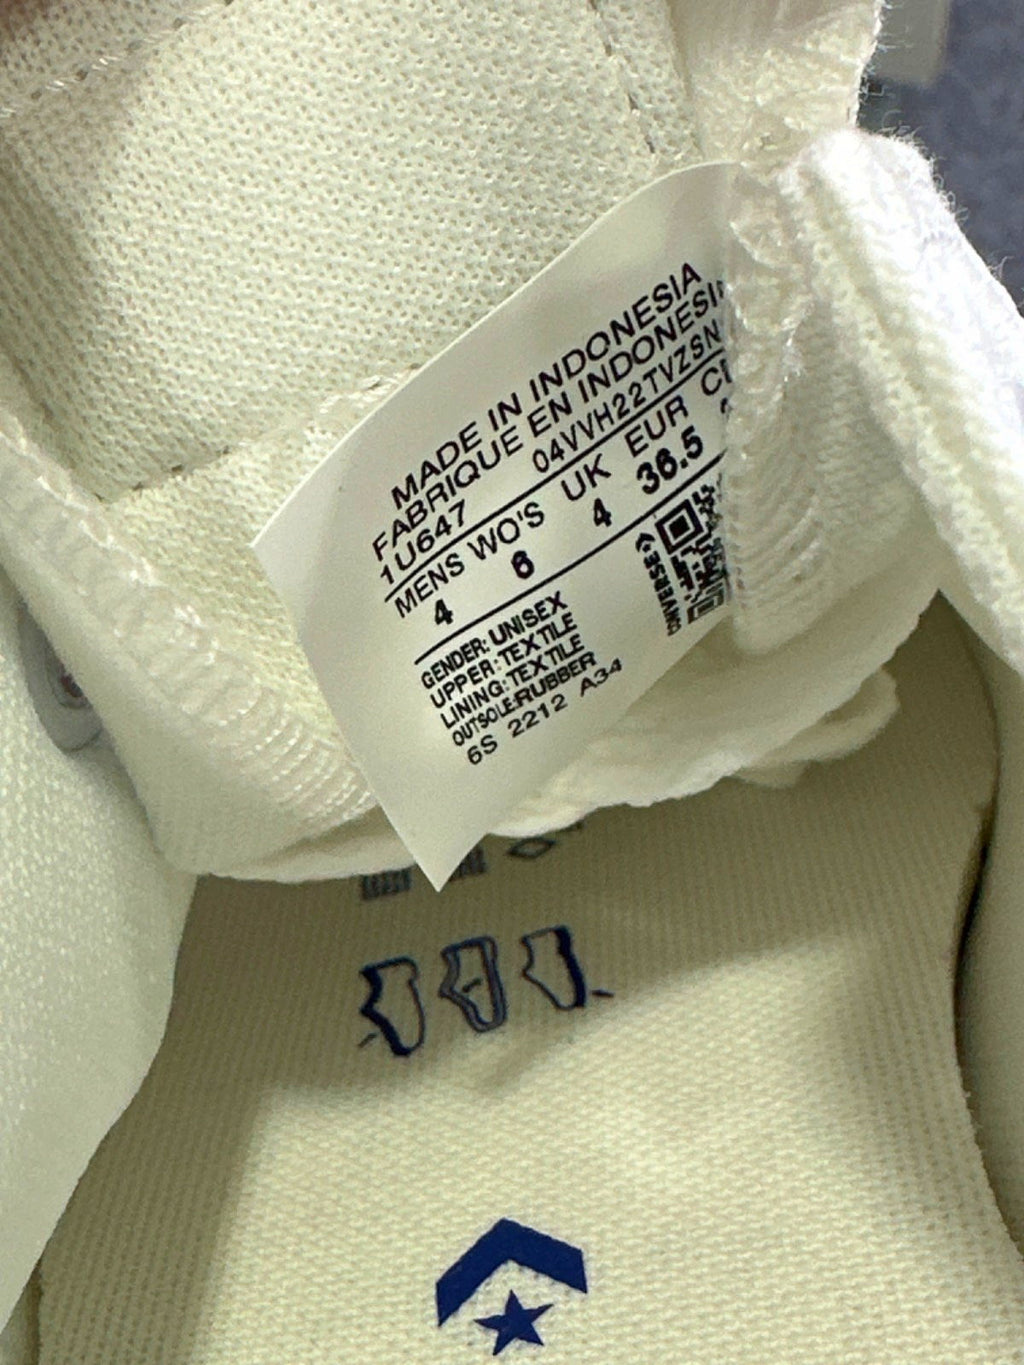 MADE IN INDONESIA
FABRIQUE EN INDONESI
1U647 04VVH22TVZSN
MENS WO'S UK EUR C
4 6 4 36.5
GENDER: UNISEX
UPPER: TEXTILE
LINING: TEXTILE
OUTSOLE:RUBBER
6S 2212 A34
CONVERSE